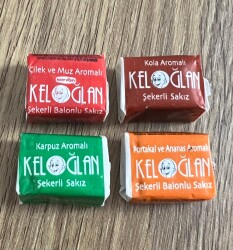 Çilek ve Muz Aromalı
KELOĞLAN
Şekerli Balonlu Sakız
Kola Aromalı
KELOĞLAN
Şekerli Sakız
Karpuz Aromalı
KELOĞLAN
Şekerli Sakız
Portakal ve Ananas Aromalı
KELOĞLAN
Şekerli Balonlu Sakız